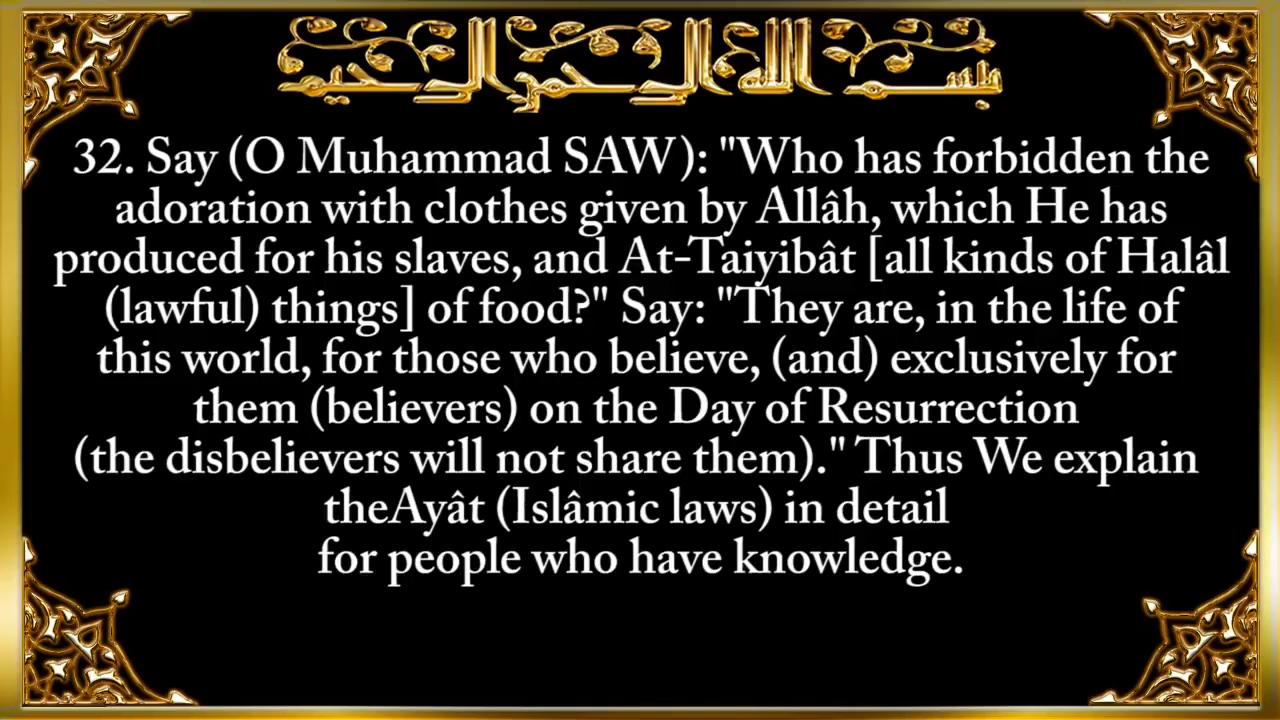 بسم الله الرحمن الرحيم
32. Say (O Muhammad SAW): "Who has forbidden the
adoration with clothes given by Allâh, which He has
produced for his slaves, and At-Taiyibât [all kinds of Halâl
(lawful) things] of food?" Say: "They are, in the life of
this world, for those who believe, (and) exclusively for
them (believers) on the Day of Resurrection
(the disbelievers will not share them)." Thus We explain
theAyât (Islâmic laws) in detail
for people who have knowledge.